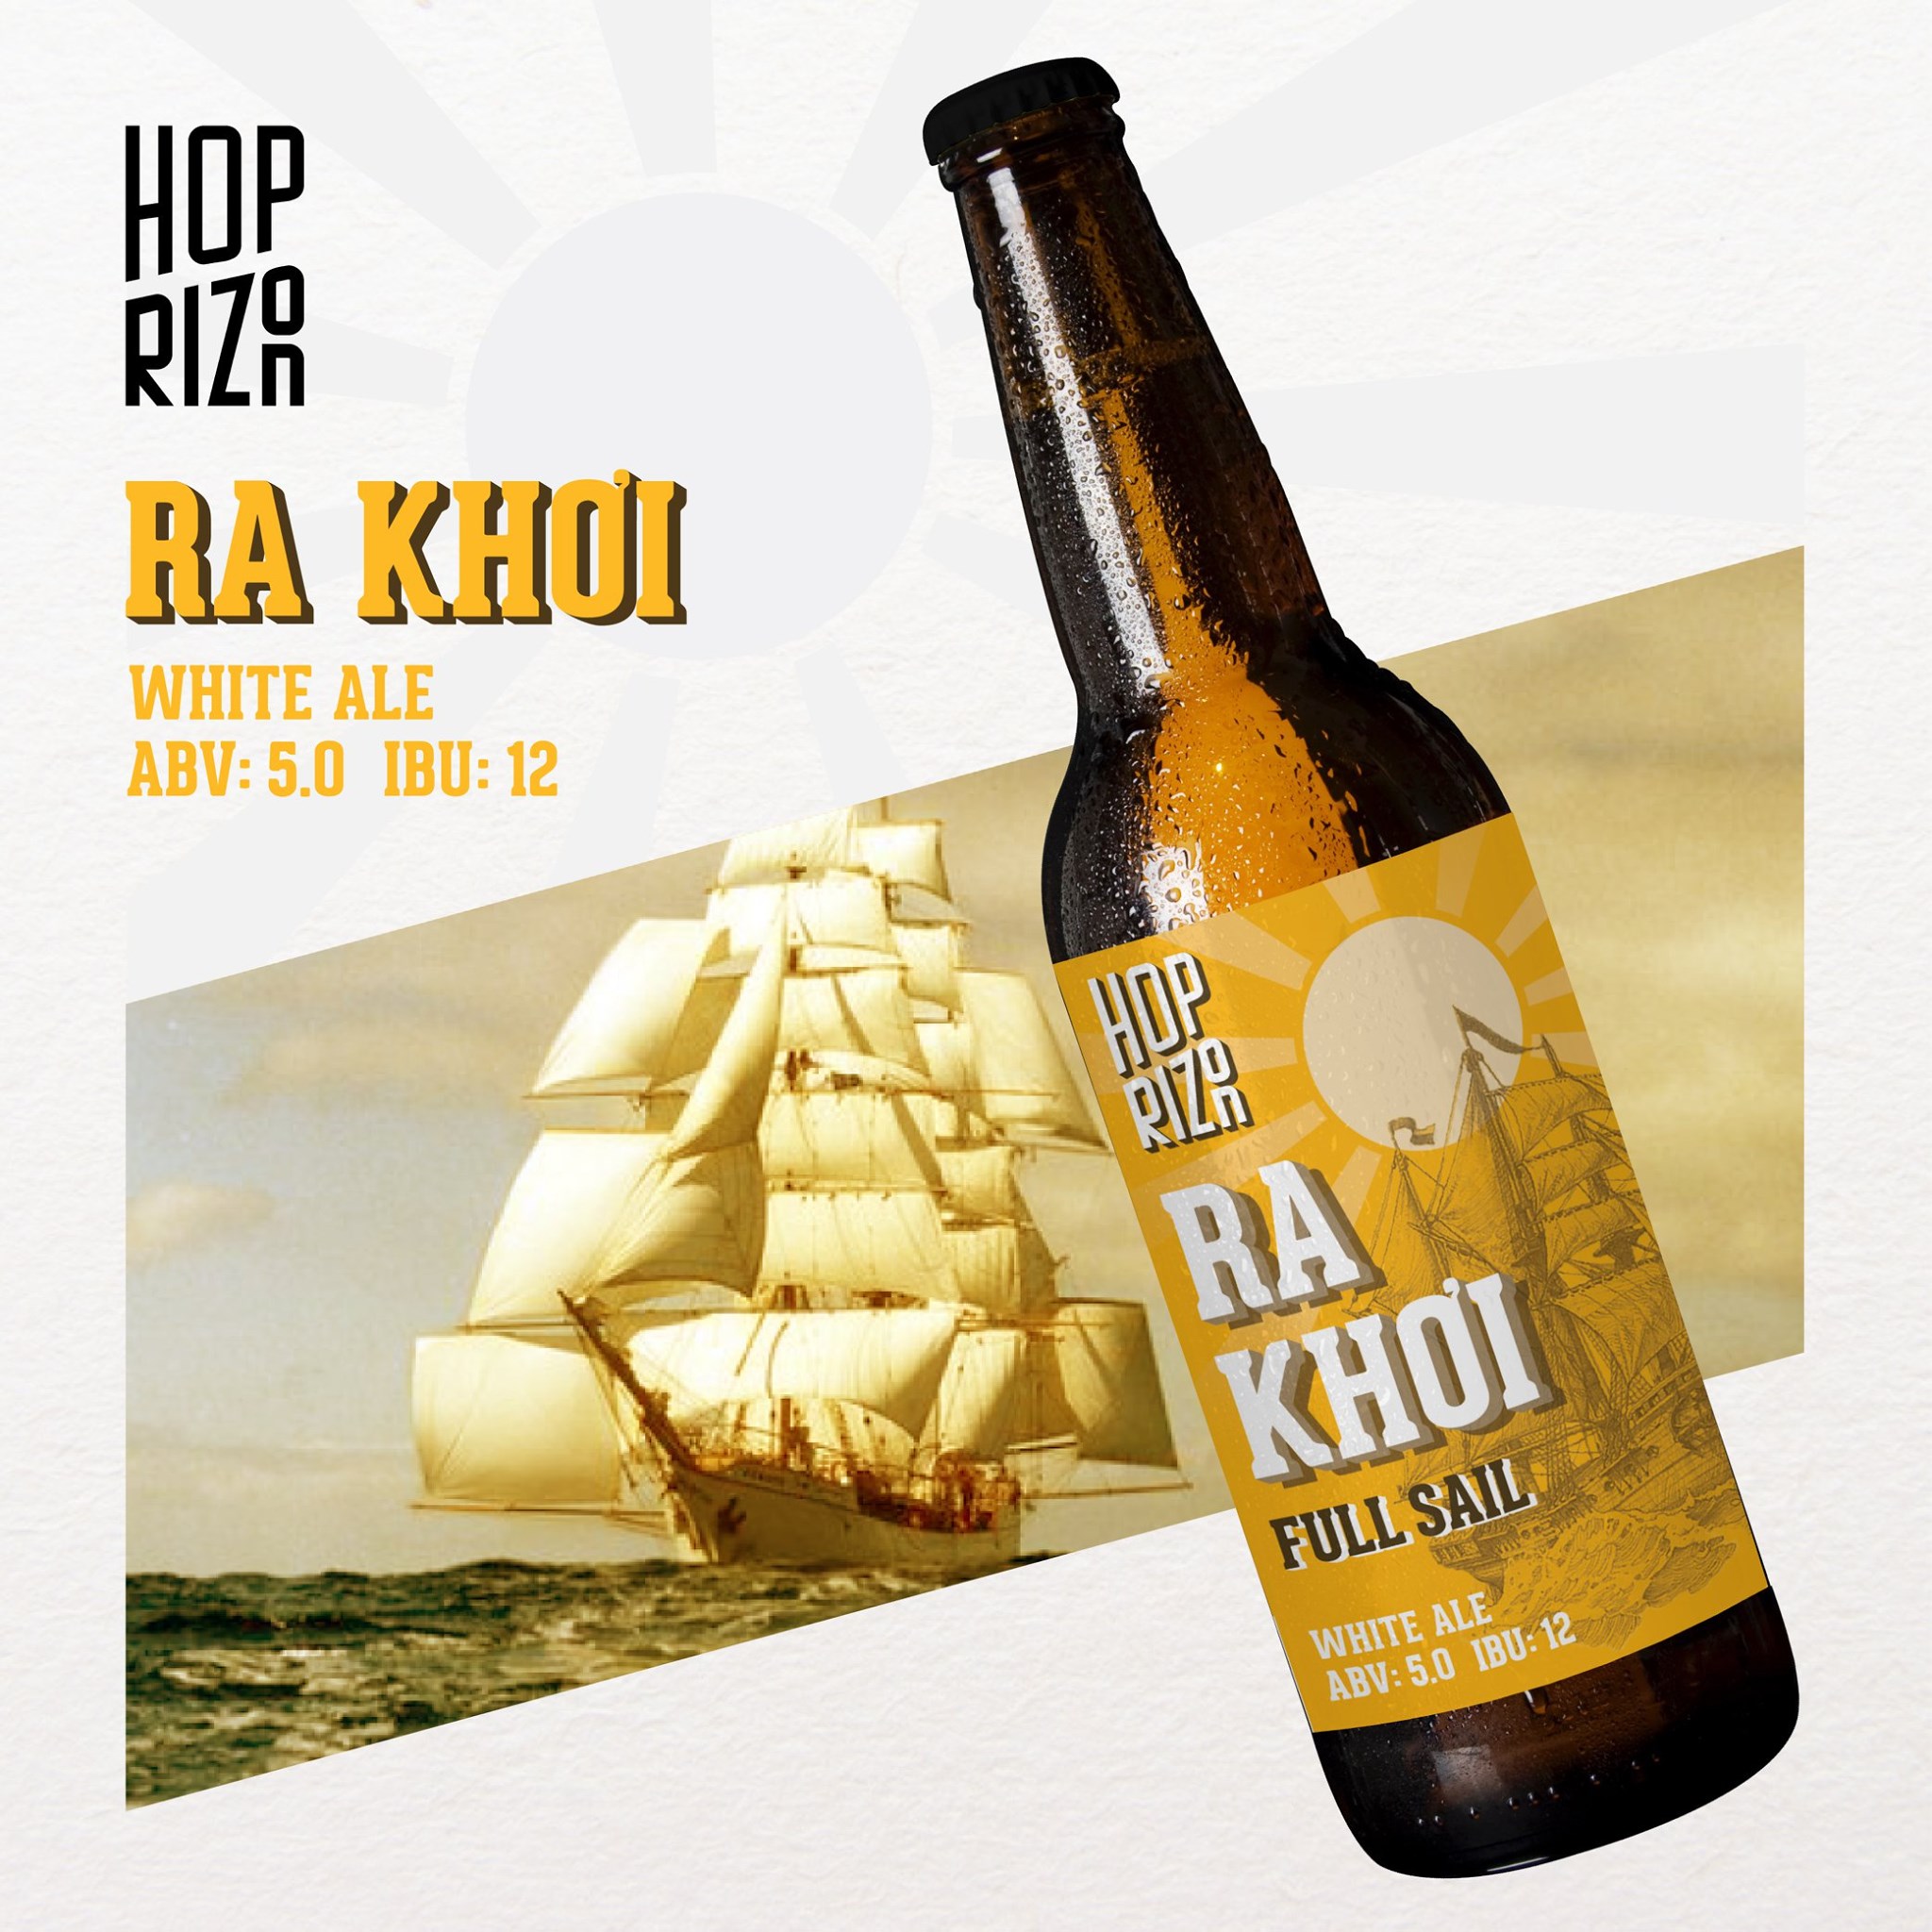 HOP
RIZon
RA KHƠI
WHITE ALE
ABV: 5.0 IBU: 12
HOP
RIZon
RA
KHƠI
FULL SAIL
WHITE ALE
ABV: 5.0 IBU: 12